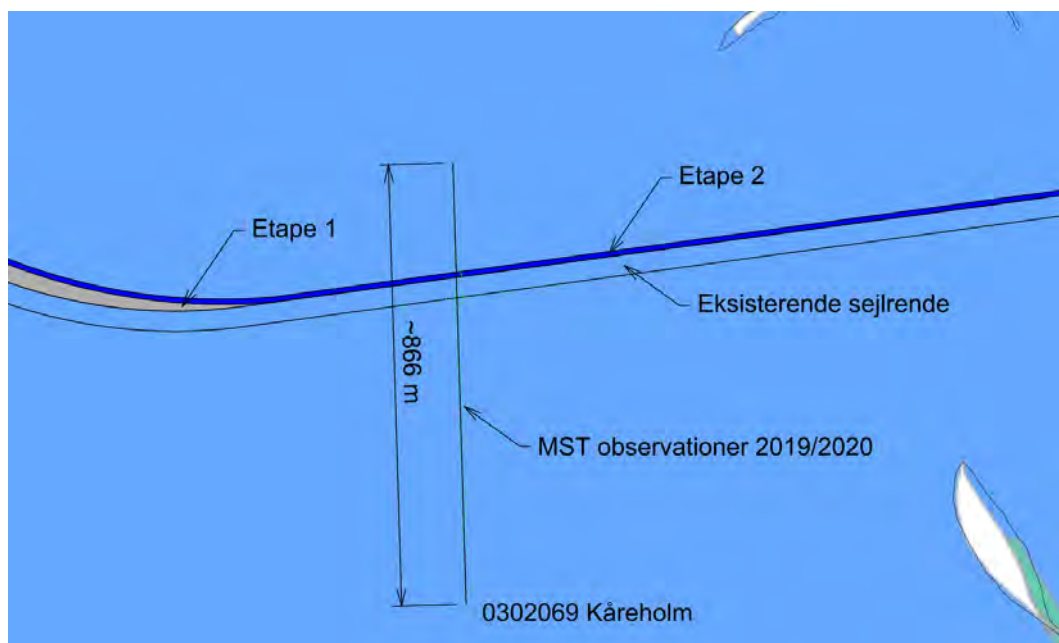 Etape 2
Etape 1
Eksisterende sejlrende
~866 m
MST observationer 2019/2020
0302069 Kåreholm